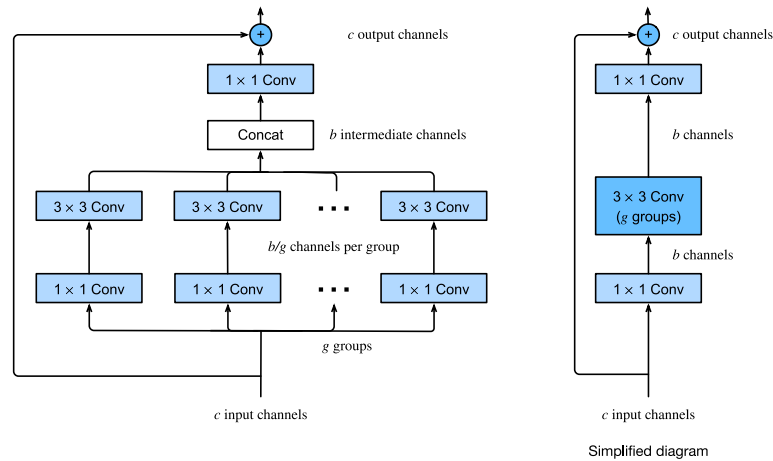 +
c output channels
1 × 1 Conv
Concat
b intermediate channels
3 × 3 Conv
3 × 3 Conv
3 × 3 Conv
b/g channels per group
1 × 1 Conv
1 × 1 Conv
1 × 1 Conv
g groups
c input channels
+
c output channels
1 × 1 Conv
b channels
3 × 3 Conv
(g groups)
b channels
1 × 1 Conv
c input channels
Simplified diagram